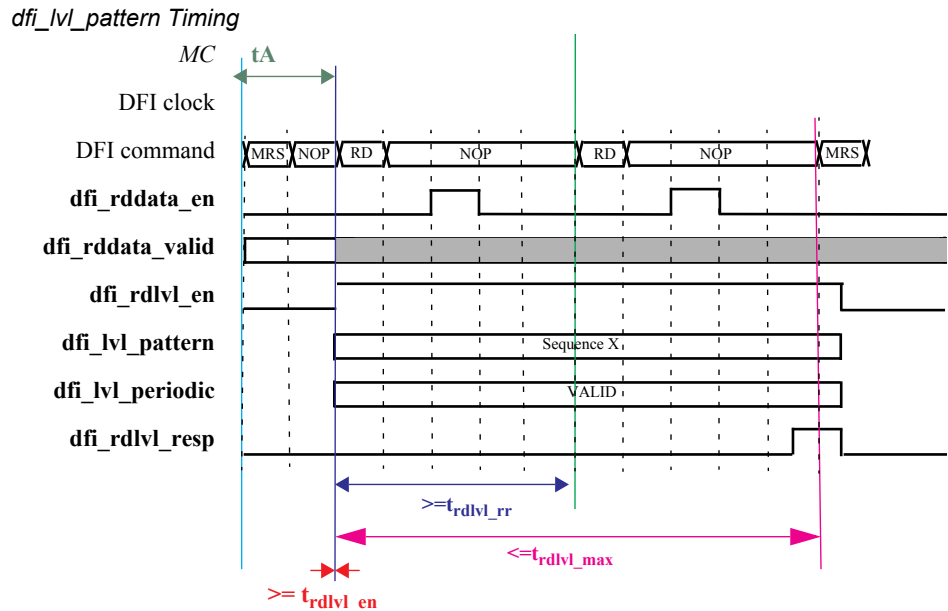 dfi_lvl_pattern Timing
MC tA
DFI clock
DFI command MRS NOP RD NOP RD NOP MRS
dfi_rddata_en
dfi_rddata_valid
dfi_rdlvl_en
dfi_lvl_pattern Sequence X
dfi_lvl_periodic VALID
dfi_rdlvl_resp
>=trdlvl_rr
<=trdlvl_max
>= trdlvl_en